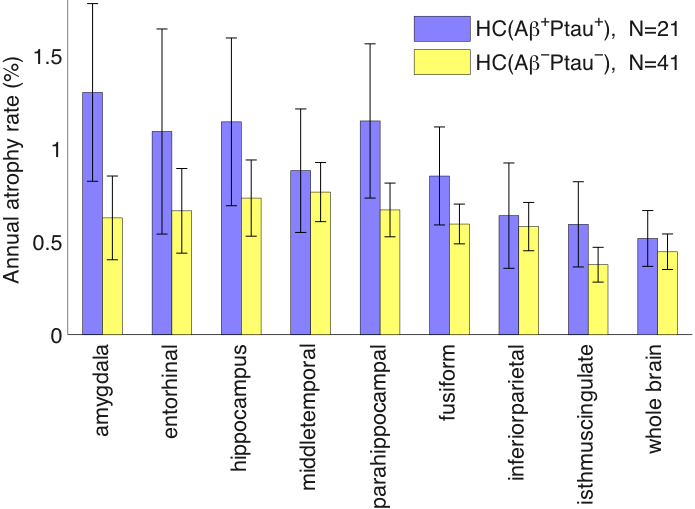 HC(Aβ⁺Ptau⁺), N=21
HC(Aβ⁻Ptau⁻), N=41
Annual atrophy rate (%)
1.5
1
0.5
0
amygdala
entorhinal
hippocampus
middletemporal
parahippocampal
fusiform
inferiorparietal
isthmuscingulate
whole brain